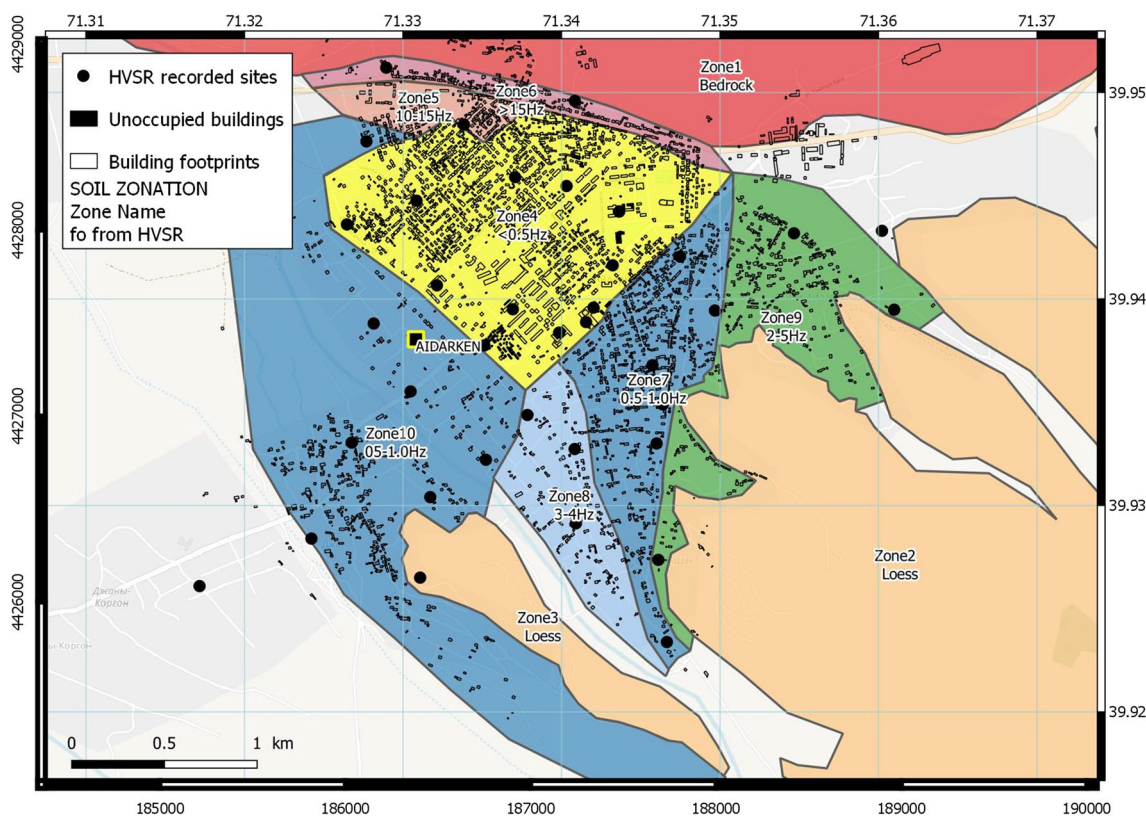 71.31 71.32 71.33 71.34 71.35 71.36 71.37
4429000
4428000
4427000
4426000
39.95
39.94
39.93
39.92
HVSR recorded sites
Unoccupied buildings
Building footprints
SOIL ZONATION
Zone Name
fo from HVSR
Zone1
Bedrock
Zone5
10-15Hz
Zone6
>15Hz
Zone4
<0.5Hz
Zone9
2-5Hz
AIDARKEN
Zone7
0.5-1.0Hz
Zone10
05-1.0Hz
Zone8
3-4Hz
Zone2
Loess
Zone3
Loess
Джаны-
Коргон
ы-Коргон
0 0.5 1 km
185000 186000 187000 188000 189000 190000